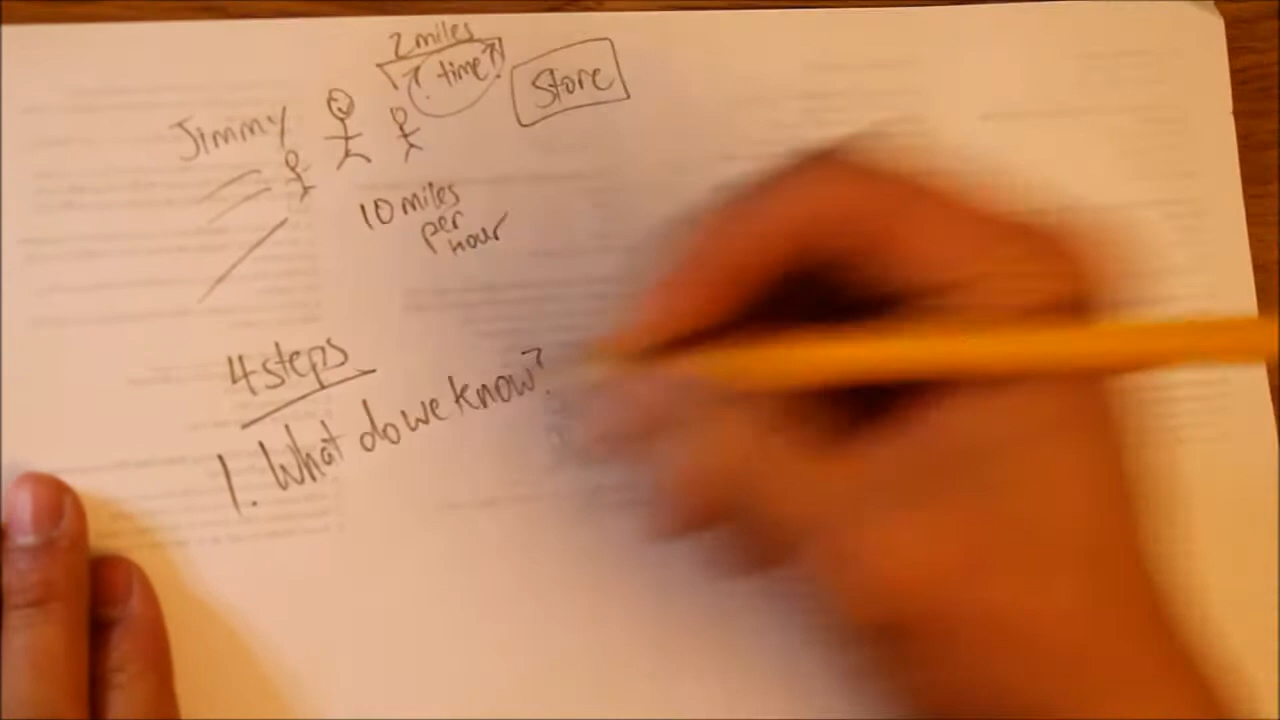 2 miles
? time?
Store
Jimmy
10 miles
per
hour
4 steps
1. What do we know?